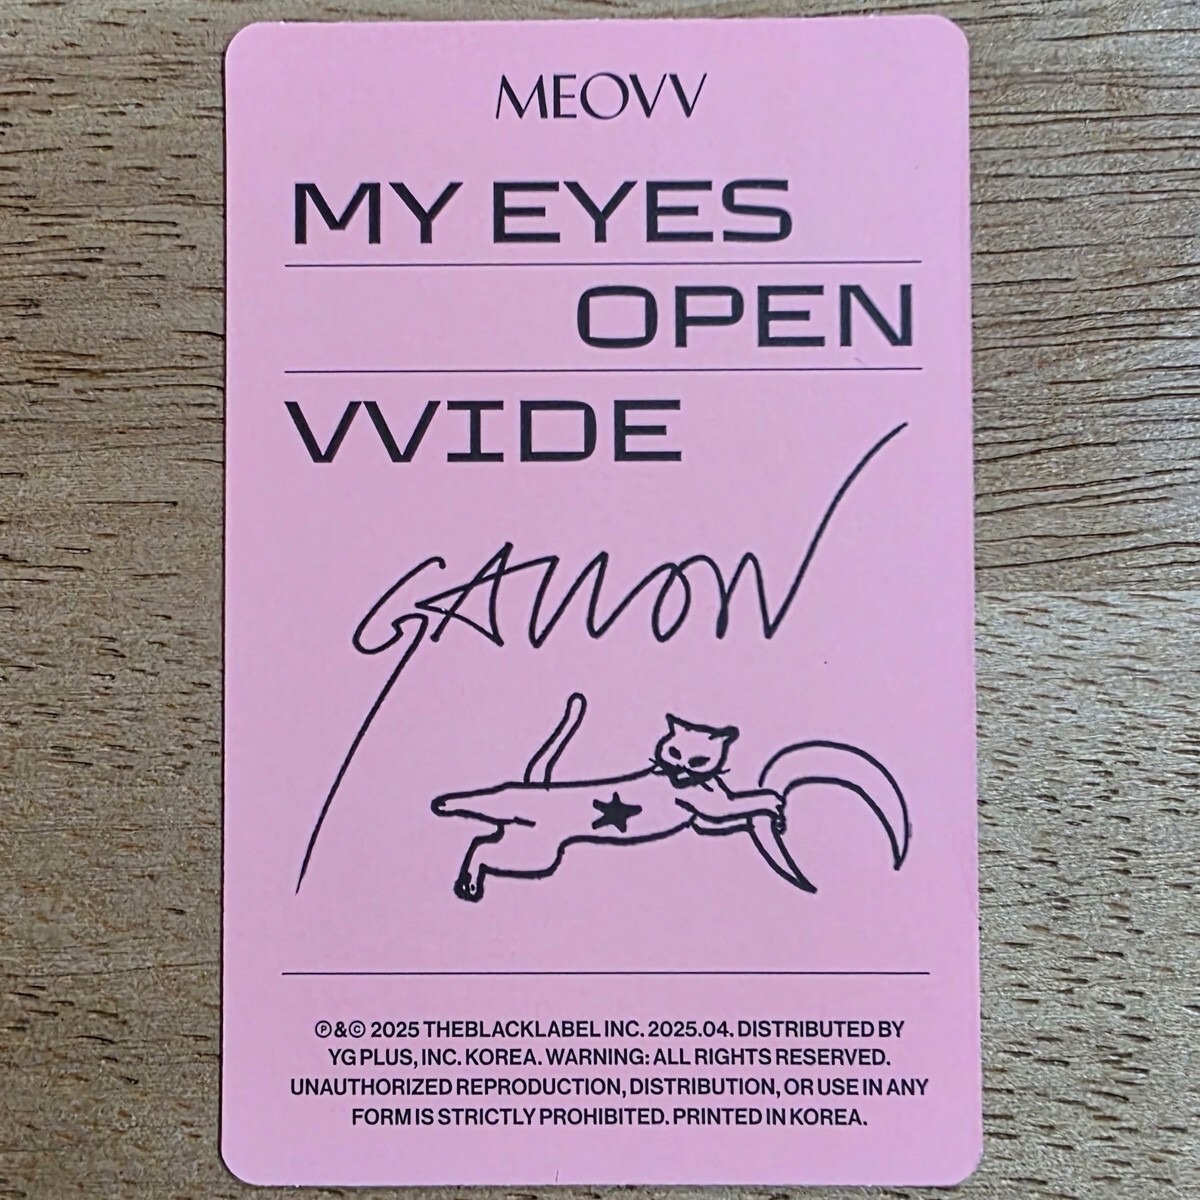 MEOVV
MY EYES
OPEN
VVIDE
GAWON
℗&© 2025 THEBLACKLABEL INC. 2025.04. DISTRIBUTED BY
YG PLUS, INC. KOREA. WARNING: ALL RIGHTS RESERVED.
UNAUTHORIZED REPRODUCTION, DISTRIBUTION, OR USE IN ANY
FORM IS STRICTLY PROHIBITED. PRINTED IN KOREA.